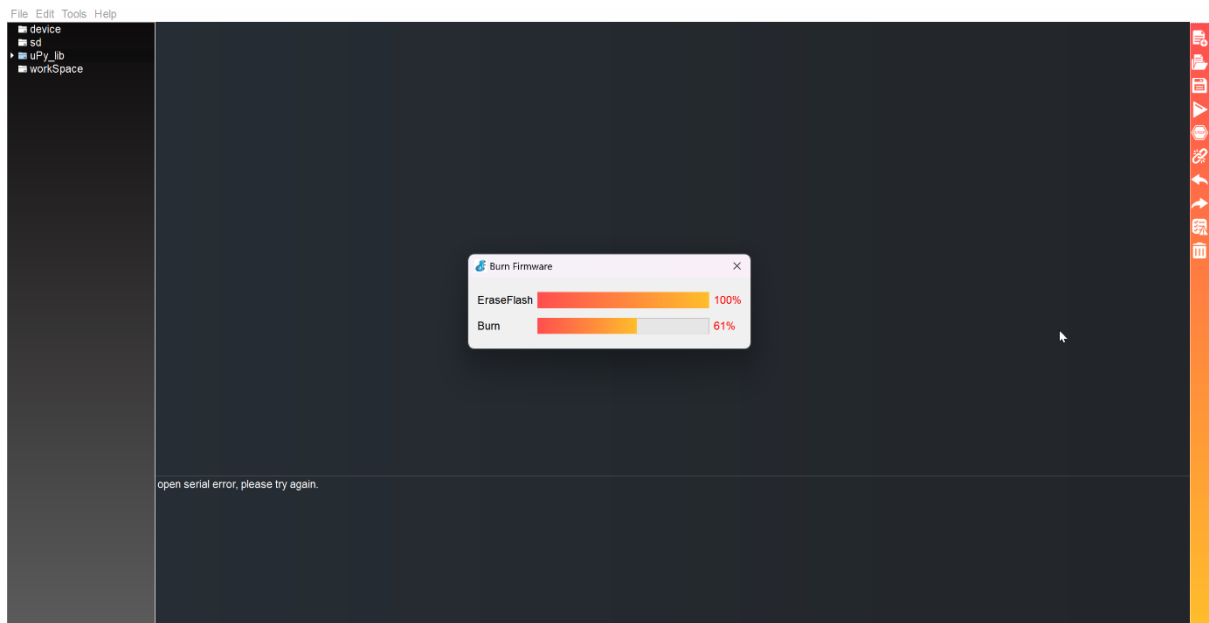 File Edit Tools Help
device
sd
uPy_lib
workSpace
Burn Firmware
EraseFlash 100%
Burn 61%
open serial error, please try again.